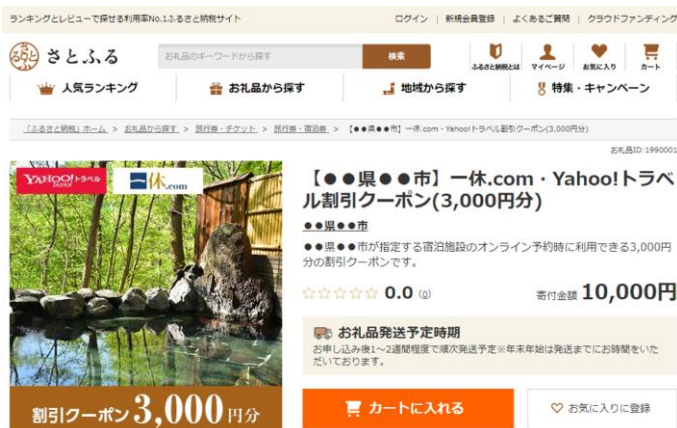 ランキングとレビューで探せる利用率No.1ふるさと納税サイト
ログイン | 新規会員登録 | よくあるご質問 | クラウドファンディング
さとふる
お礼品のキーワードから探す
検索
ふるさと納税とは
マイページ
お気に入り
カート
人気ランキング
お礼品から探す
地域から探す
特集・キャンペーン
「ふるさと納税」ホーム > お礼品から探す > 旅行券・チケット > 旅行券・宿泊券 > 【●●県●●市】一休.com・Yahoo!トラベル割引クーポン(3,000円分)
お礼品ID:1990001
YAHOO!トラベル
JAPAN
一休.com
割引クーポン3,000円分
【●●県●●市】一休.com・Yahoo!トラベ
ル割引クーポン(3,000円分)
●●県●●市
●●県●●市が指定する宿泊施設のオンライン予約時に利用できる3,000円
分の割引クーポンです。
☆☆☆☆☆ 0.0 (0)
寄付金額 10,000円
お礼品発送予定時期
お申し込み後1~2週間程度で順次発送予定※年末年始は発送までにお時間をいた
だいております。
カートに入れる
お気に入りに登録